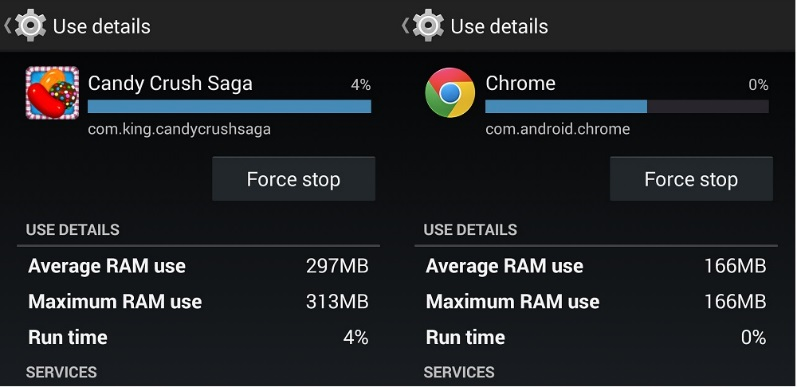 Use details
Candy Crush Saga 4%
com.king.candycrushsaga
Force stop
USE DETAILS
Average RAM use 297MB
Maximum RAM use 313MB
Run time 4%
SERVICES
Use details
Chrome 0%
com.android.chrome
Force stop
USE DETAILS
Average RAM use 166MB
Maximum RAM use 166MB
Run time 0%
SERVICES